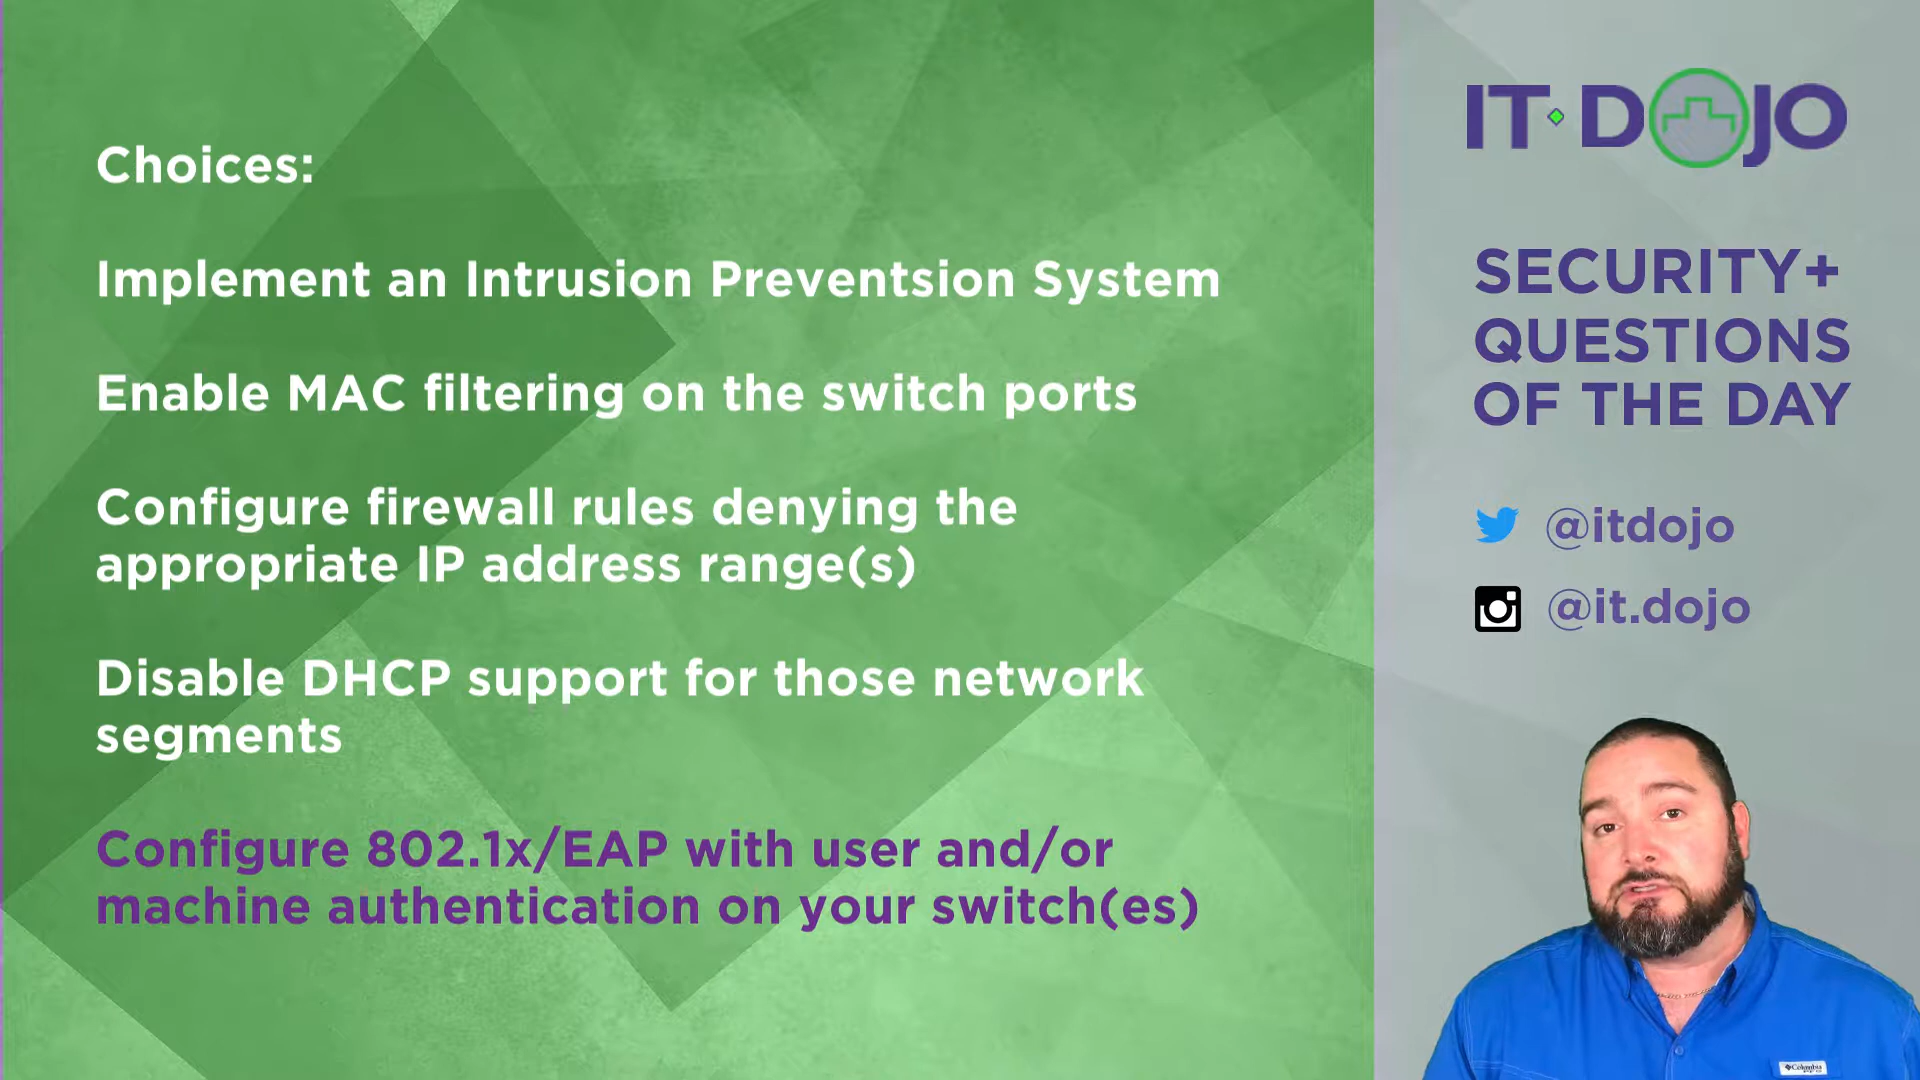 Choices:
Implement an Intrusion Preventsion System
Enable MAC filtering on the switch ports
Configure firewall rules denying the
appropriate IP address range(s)
Disable DHCP support for those network
segments
Configure 802.1x/EAP with user and/or
machine authentication on your switch(es)
IT DOJO
SECURITY+
QUESTIONS
OF THE DAY
@itdojo
@it.dojo
Columbia